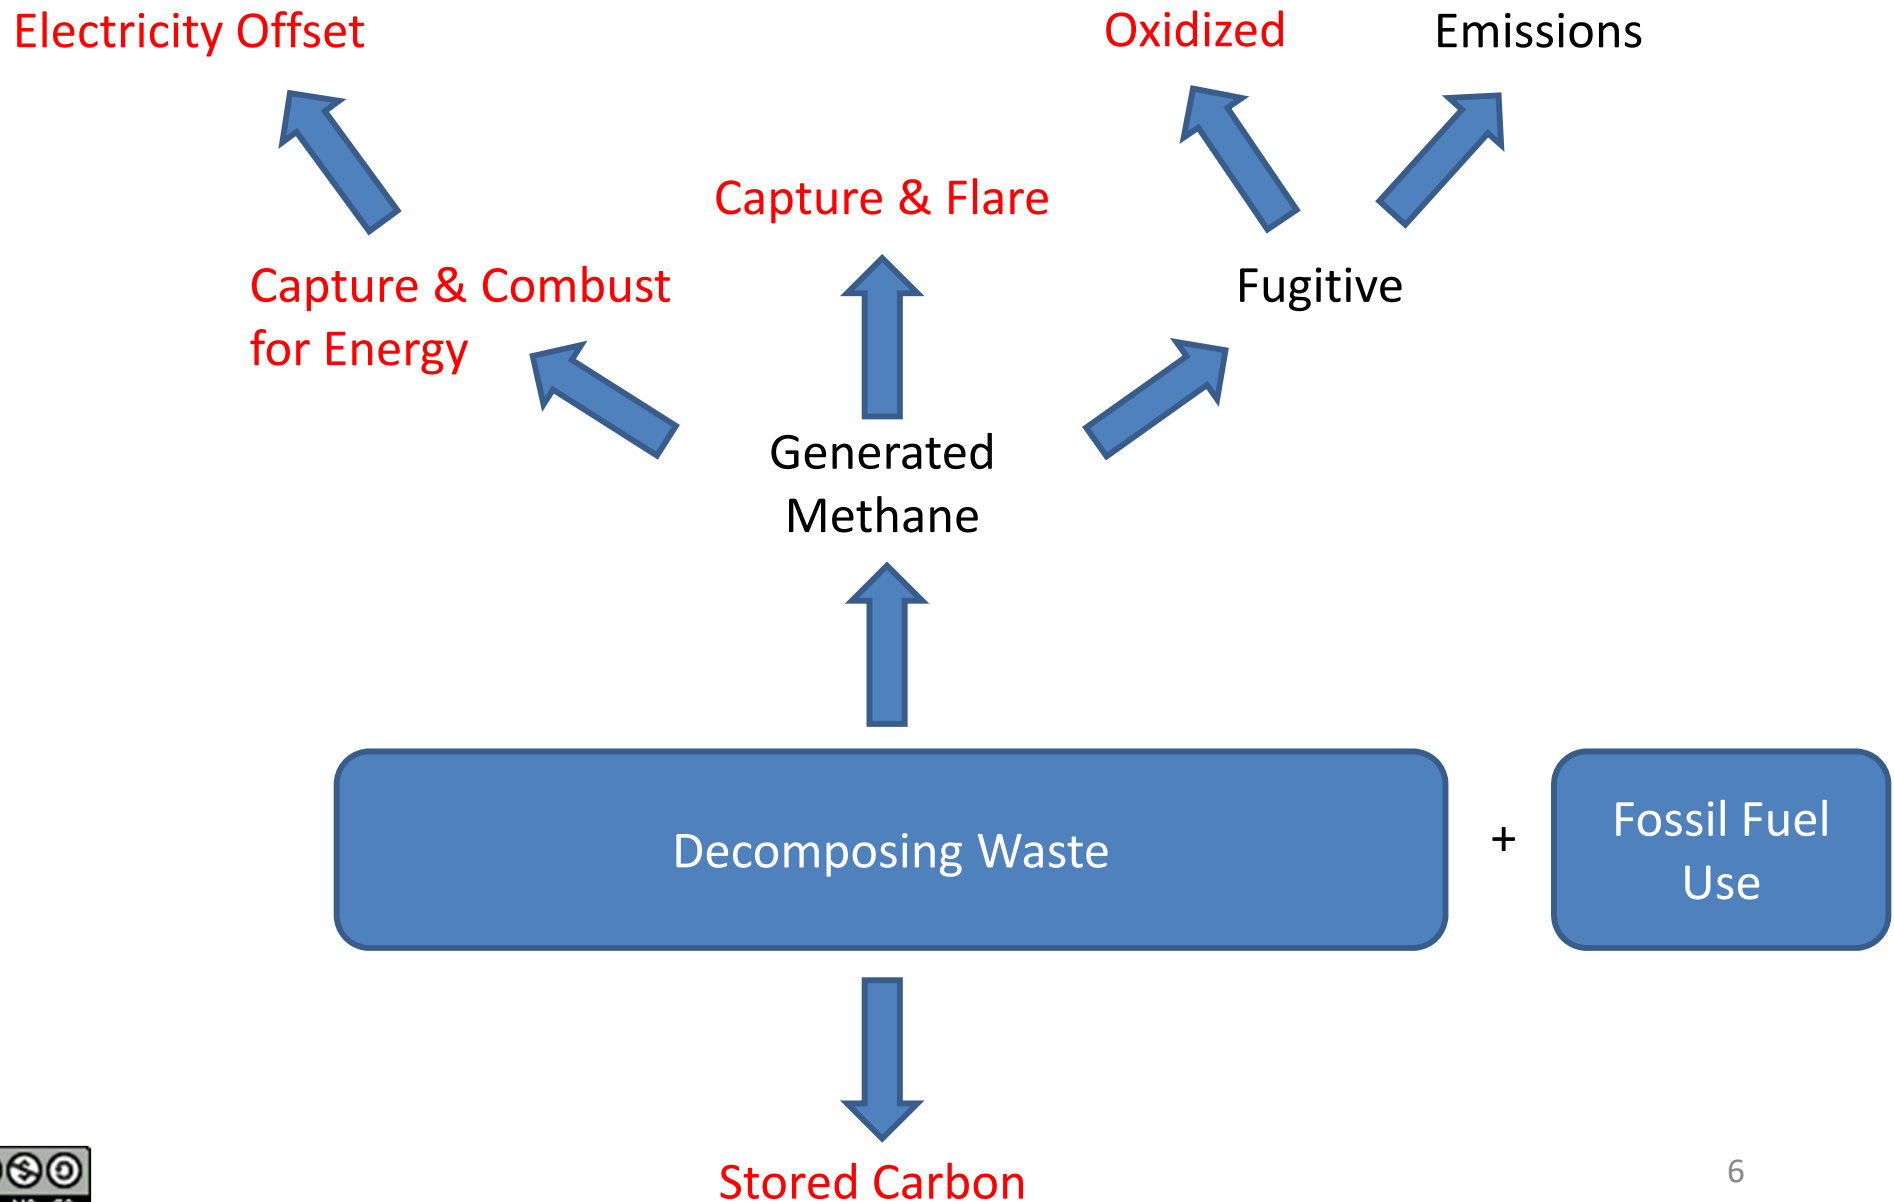 Electricity Offset
Oxidized
Emissions
Capture & Flare
Capture & Combust
for Energy
Fugitive
Generated
Methane
Decomposing Waste
+
Fossil Fuel
Use
Stored Carbon
6